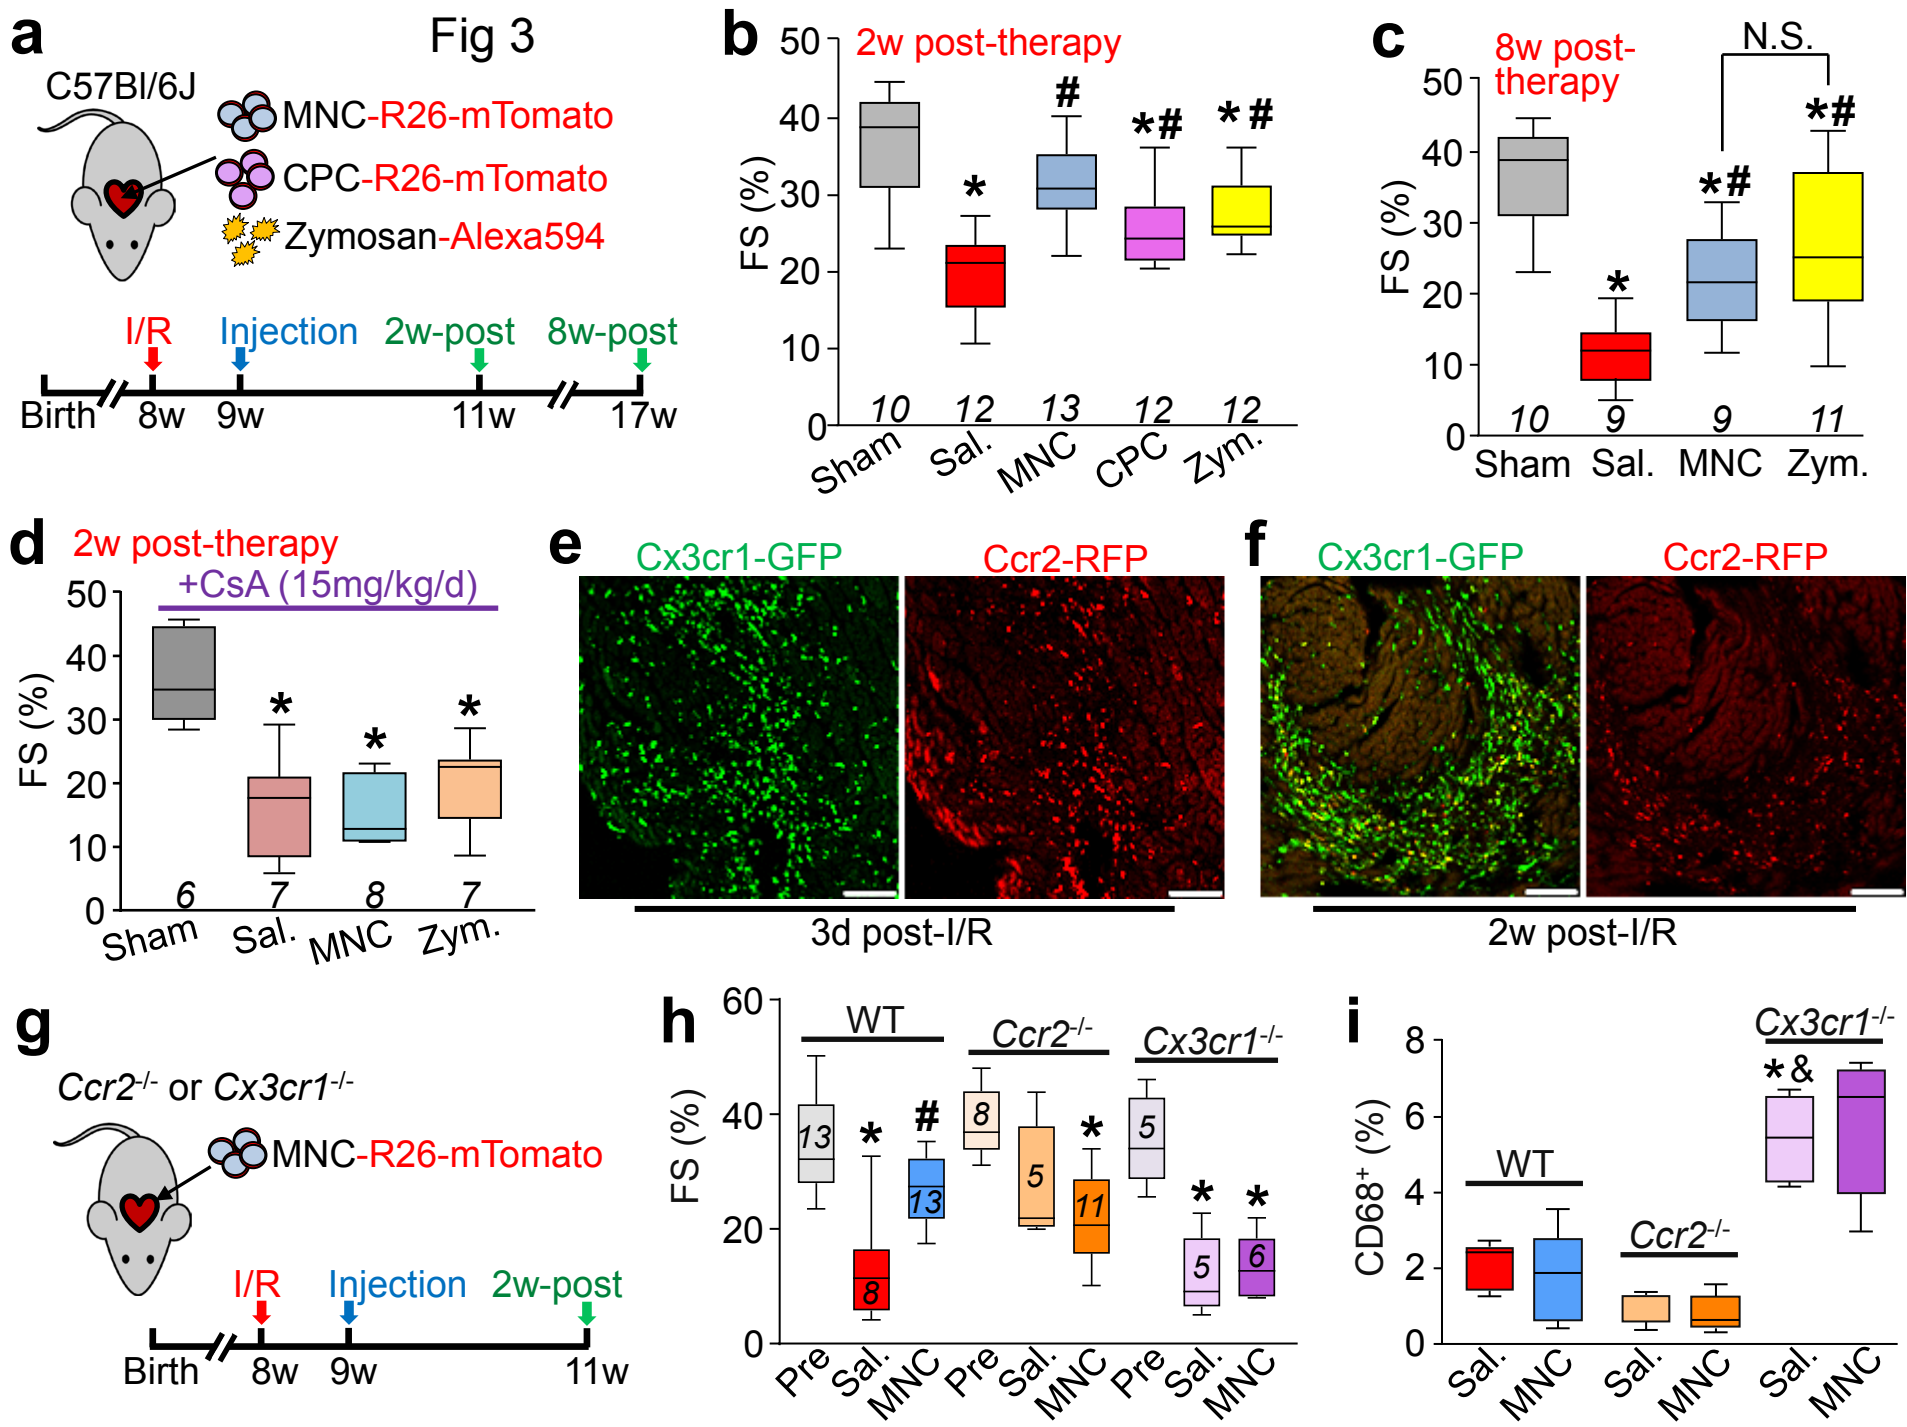 a
Fig 3
C57Bl/6J
MNC-R26-mTomato
CPC-R26-mTomato
Zymosan-Alexa594
I/R
Injection
2w-post
8w-post
Birth
8w
9w
11w
17w
b
2w post-therapy
FS (%)
50
40
30
20
10
0
*
#
*#
* #
10
12
13
12
12
Sham
Sal.
MNC
CPC
Zym.
c
8w post-
therapy
N.S.
FS (%)
50
40
30
20
10
0
*
*#
*#
10
9
9
11
Sham
Sal.
MNC
Zym.
d
2w post-therapy
+CsA (15mg/kg/d)
FS (%)
50
40
30
20
10
0
*
*
*
6
7
8
7
Sham
Sal.
MNC
Zym.
e
Cx3cr1-GFP
Ccr2-RFP
3d post-I/R
f
Cx3cr1-GFP
Ccr2-RFP
2w post-I/R
g
Ccr2-/- or Cx3cr1-/-
MNC-R26-mTomato
I/R
Injection
2w-post
Birth
8w
9w
11w
h
FS (%)
60
40
20
0
WT
Ccr2-/-
Cx3cr1-/-
*
#
*
*
*
13
8
13
8
5
11
5
5
6
Pre
Sal.
MNC
Pre
Sal.
MNC
Pre
Sal.
MNC
i
CD68+ (%)
8
6
4
2
0
WT
Ccr2-/-
Cx3cr1-/-
*&
Sal.
MNC
Sal.
MNC
Sal.
MNC